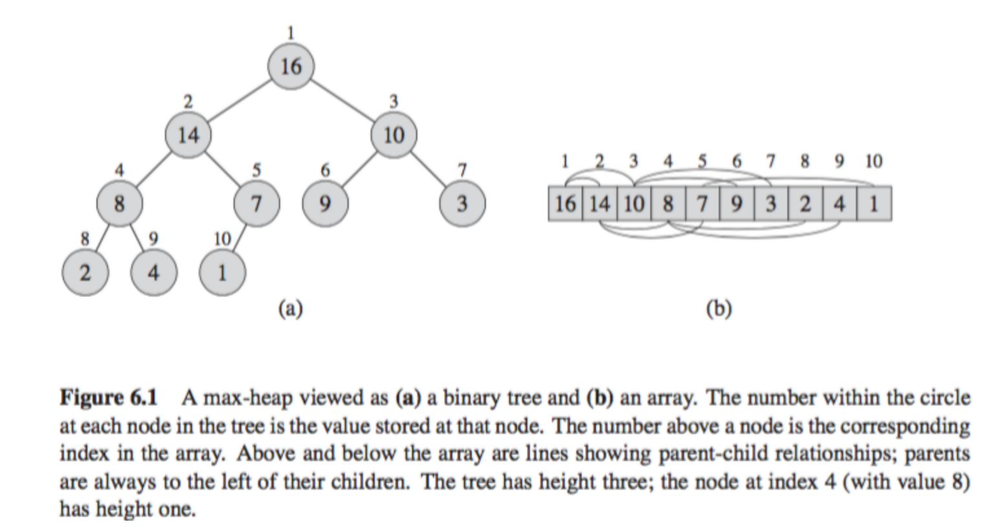 1
16
2
3
14
10
4
5
6
7
8
7
9
3
8
9
10
2
4
1
(a)
1 2 3 4 5 6 7 8 9 10
16 14 10 8 7 9 3 2 4 1
(b)
Figure 6.1 A max-heap viewed as (a) a binary tree and (b) an array. The number within the circle
at each node in the tree is the value stored at that node. The number above a node is the corresponding
index in the array. Above and below the array are lines showing parent-child relationships; parents
are always to the left of their children. The tree has height three; the node at index 4 (with value 8)
has height one.